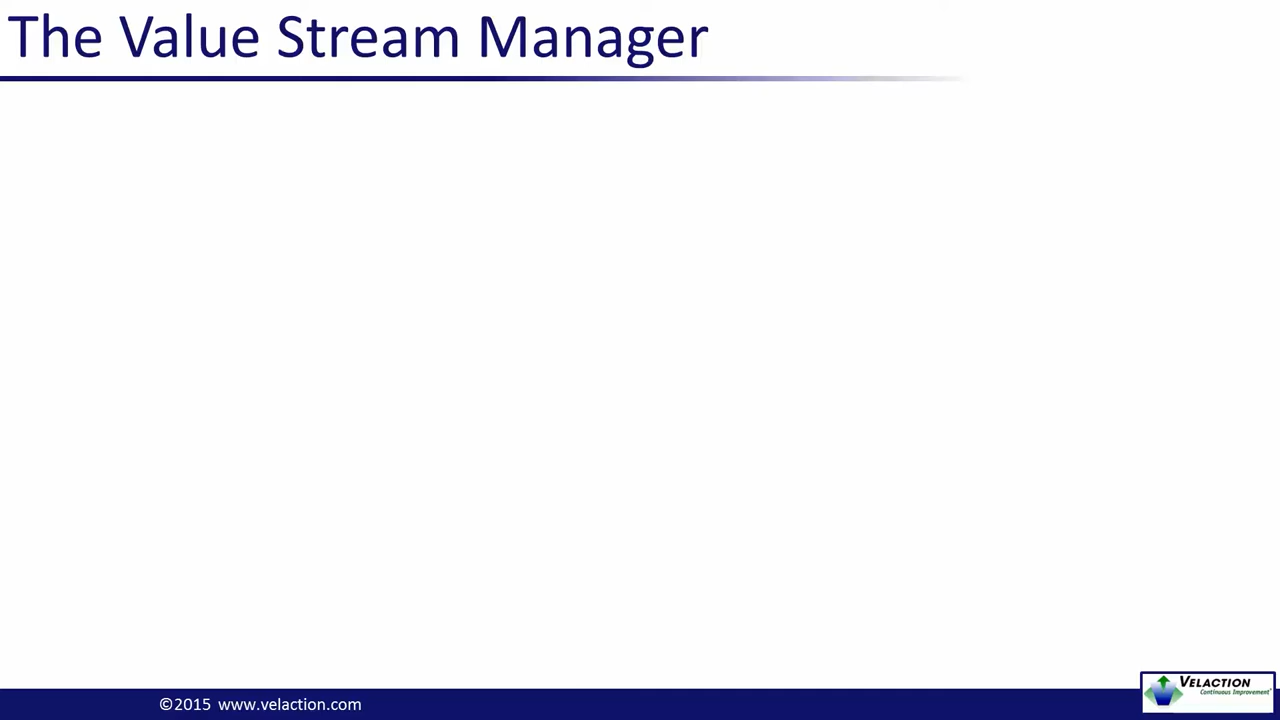 The Value Stream Manager
©2015 www.velaction.com
VELACTION
Continuous Improvement